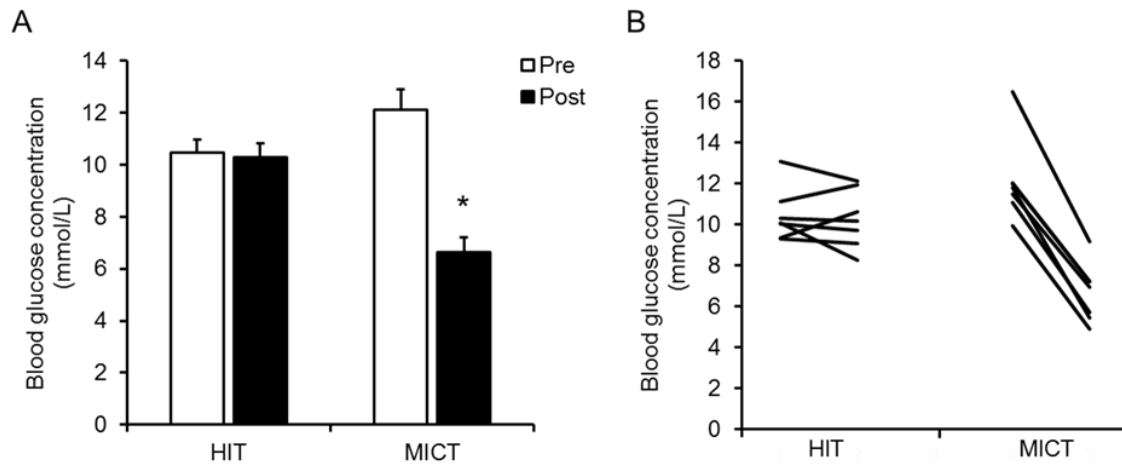 A
Blood glucose concentration
(mmol/L)
14
12
10
8
6
4
2
0
Pre
Post
*
HIT
MICT
B
Blood glucose concentration
(mmol/L)
18
16
14
12
10
8
6
4
2
0
HIT
MICT